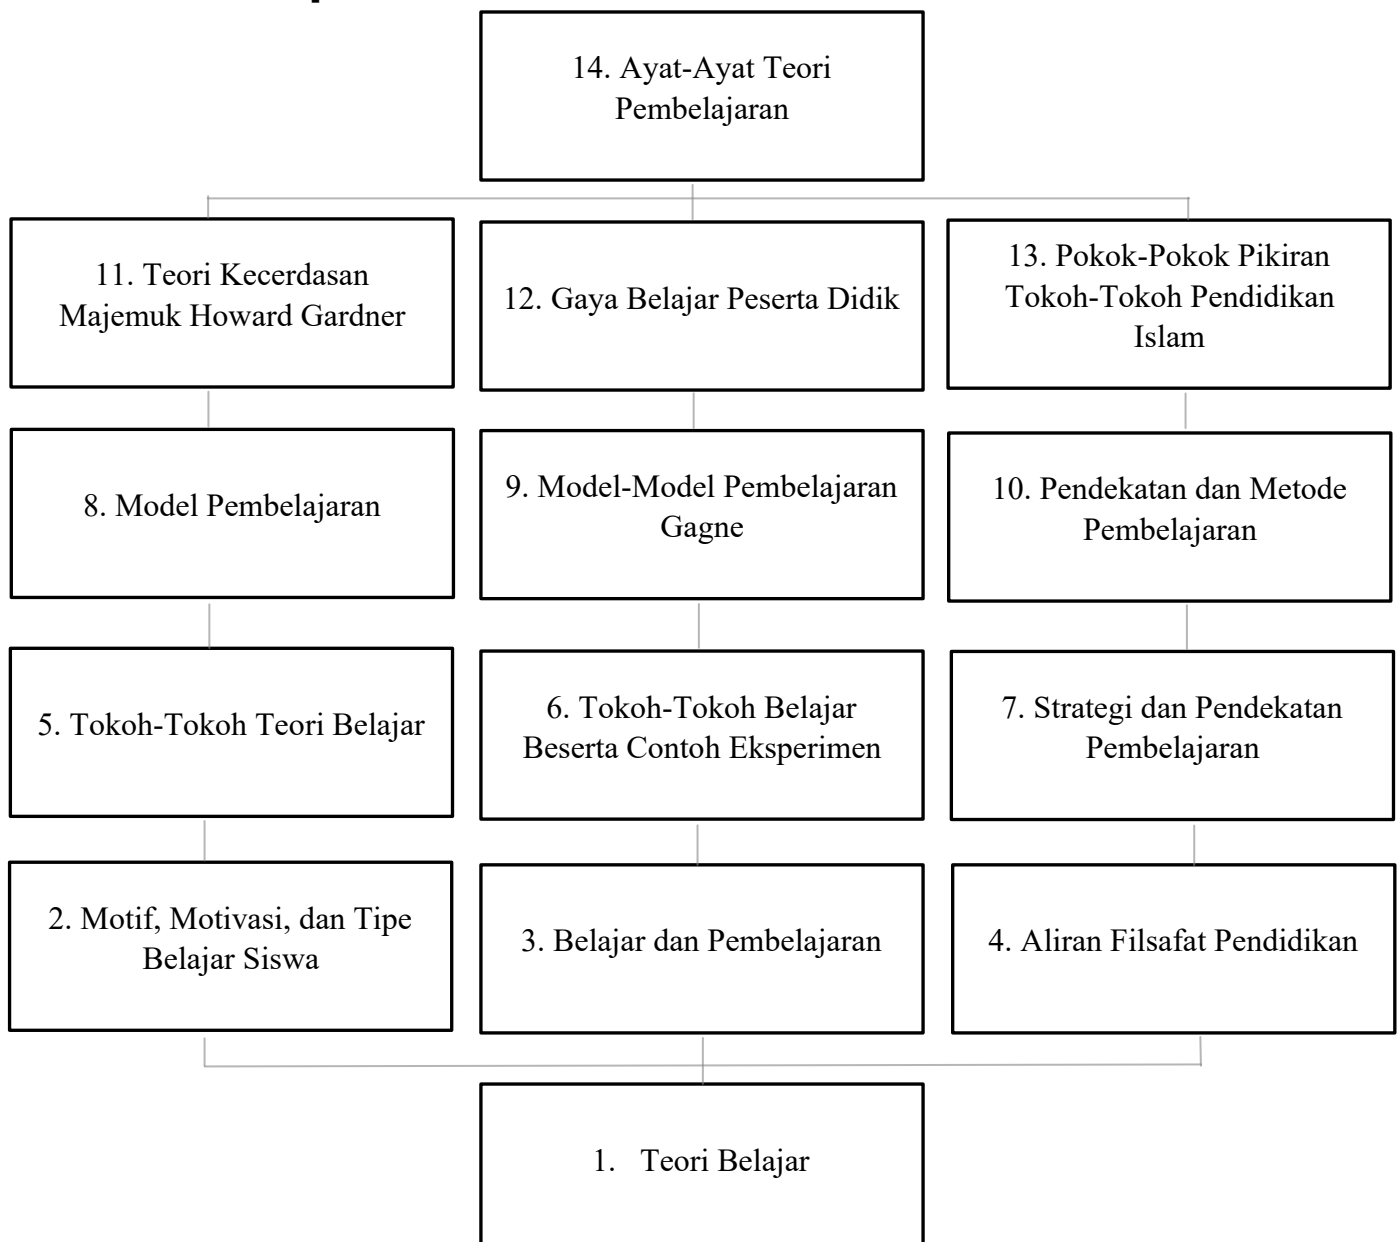 14. Ayat-Ayat Teori
Pembelajaran
11. Teori Kecerdasan
Majemuk Howard Gardner
12. Gaya Belajar Peserta Didik
13. Pokok-Pokok Pikiran
Tokoh-Tokoh Pendidikan
Islam
8. Model Pembelajaran
9. Model-Model Pembelajaran
Gagne
10. Pendekatan dan Metode
Pembelajaran
5. Tokoh-Tokoh Teori Belajar
6. Tokoh-Tokoh Belajar
Beserta Contoh Eksperimen
7. Strategi dan Pendekatan
Pembelajaran
2. Motif, Motivasi, dan Tipe
Belajar Siswa
3. Belajar dan Pembelajaran
4. Aliran Filsafat Pendidikan
1. Teori Belajar